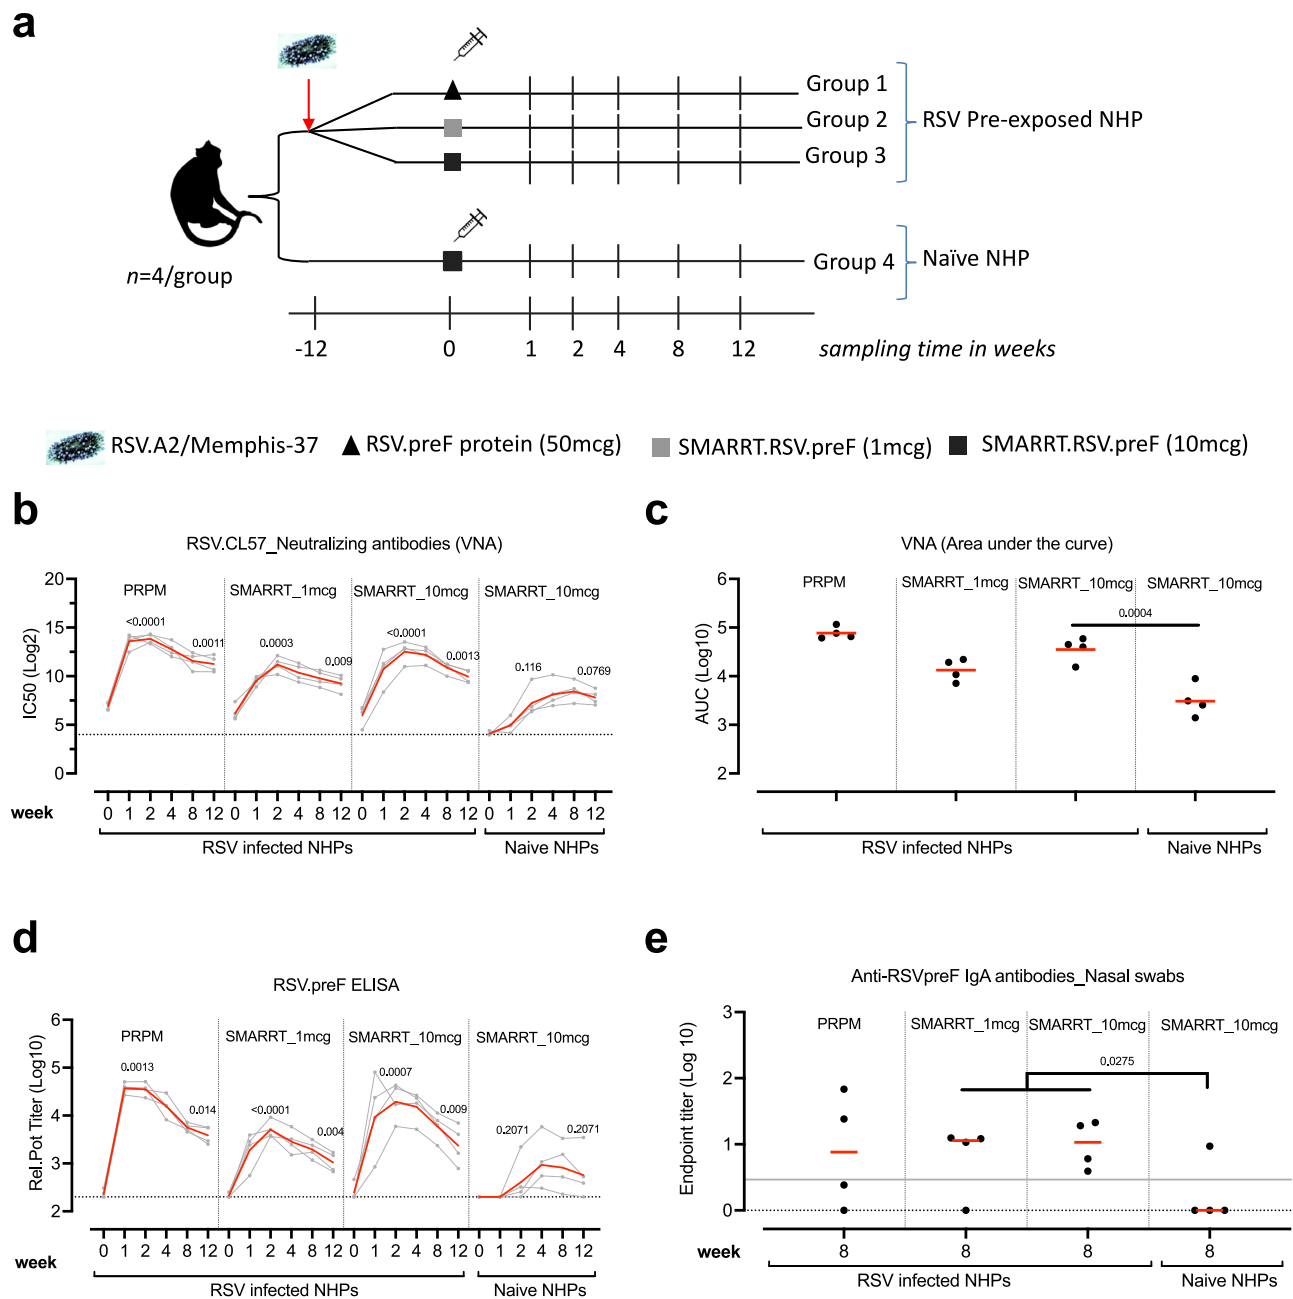 a
Group 1
Group 2
Group 3
RSV Pre-exposed NHP
Group 4
Naïve NHP
n=4/group
-12 0 1 2 4 8 12 sampling time in weeks
RSV.A2/Memphis-37 RSV.preF protein (50mcg) SMARRT.RSV.preF (1mcg) SMARRT.RSV.preF (10mcg)
b
RSV.CL57_Neutralizing antibodies (VNA)
IC50 (Log2)
20
15
10
5
0
PRPM SMARRT_1mcg SMARRT_10mcg SMARRT_10mcg
<0.0001 0.0011 0.0003 0.009 <0.0001 0.0013 0.116 0.0769
week 0 1 2 4 8 12 0 1 2 4 8 12 0 1 2 4 8 12 0 1 2 4 8 12
RSV infected NHPs Naive NHPs
c
VNA (Area under the curve)
AUC (Log10)
6
5
4
3
2
PRPM SMARRT_1mcg SMARRT_10mcg SMARRT_10mcg
0.0004
RSV infected NHPs Naive NHPs
d
RSV.preF ELISA
Rel.Pot Titer (Log10)
6
5
4
3
2
PRPM SMARRT_1mcg SMARRT_10mcg SMARRT_10mcg
0.0013 0.014 <0.0001 0.004 0.0007 0.009 0.2071 0.2071
week 0 1 2 4 8 12 0 1 2 4 8 12 0 1 2 4 8 12 0 1 2 4 8 12
RSV infected NHPs Naive NHPs
e
Anti-RSVpreF IgA antibodies_Nasal swabs
Endpoint titer (Log 10)
3
2
1
0
PRPM SMARRT_1mcg SMARRT_10mcg SMARRT_10mcg
0.0275
week 8 8 8 8
RSV infected NHPs Naive NHPs